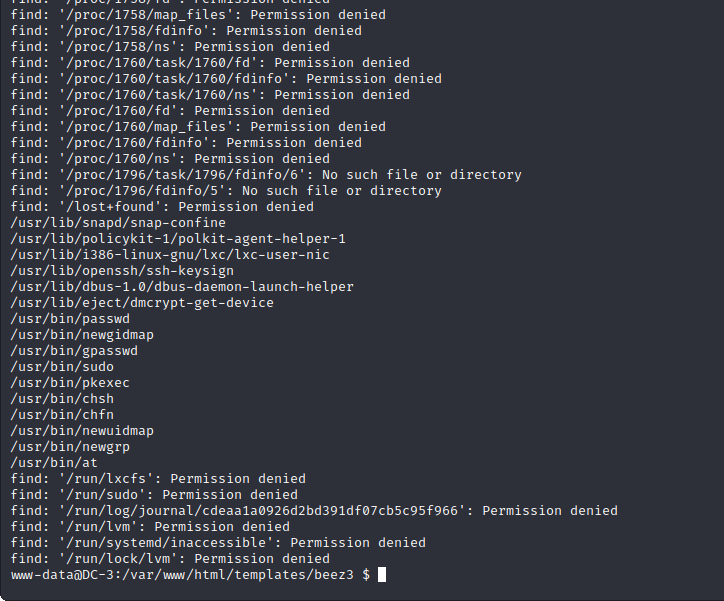 find: '/proc/1758/fd': Permission denied
find: '/proc/1758/map_files': Permission denied
find: '/proc/1758/fdinfo': Permission denied
find: '/proc/1758/ns': Permission denied
find: '/proc/1760/task/1760/fd': Permission denied
find: '/proc/1760/task/1760/fdinfo': Permission denied
find: '/proc/1760/task/1760/ns': Permission denied
find: '/proc/1760/fd': Permission denied
find: '/proc/1760/map_files': Permission denied
find: '/proc/1760/fdinfo': Permission denied
find: '/proc/1760/ns': Permission denied
find: '/proc/1796/task/1796/fdinfo/6': No such file or directory
find: '/proc/1796/fdinfo/5': No such file or directory
find: '/lost+found': Permission denied
/usr/lib/snapd/snap-confine
/usr/lib/policykit-1/polkit-agent-helper-1
/usr/lib/i386-linux-gnu/lxc/lxc-user-nic
/usr/lib/openssh/ssh-keysign
/usr/lib/dbus-1.0/dbus-daemon-launch-helper
/usr/lib/eject/dmcrypt-get-device
/usr/bin/passwd
/usr/bin/newgidmap
/usr/bin/gpasswd
/usr/bin/sudo
/usr/bin/pkexec
/usr/bin/chsh
/usr/bin/chfn
/usr/bin/newuidmap
/usr/bin/newgrp
/usr/bin/at
find: '/run/lxcfs': Permission denied
find: '/run/sudo': Permission denied
find: '/run/log/journal/cdeaa1a0926d2bd391df07cb5c95f966': Permission denied
find: '/run/lvm': Permission denied
find: '/run/systemd/inaccessible': Permission denied
find: '/run/lock/lvm': Permission denied
www-data@DC-3:/var/www/html/templates/beez3 $